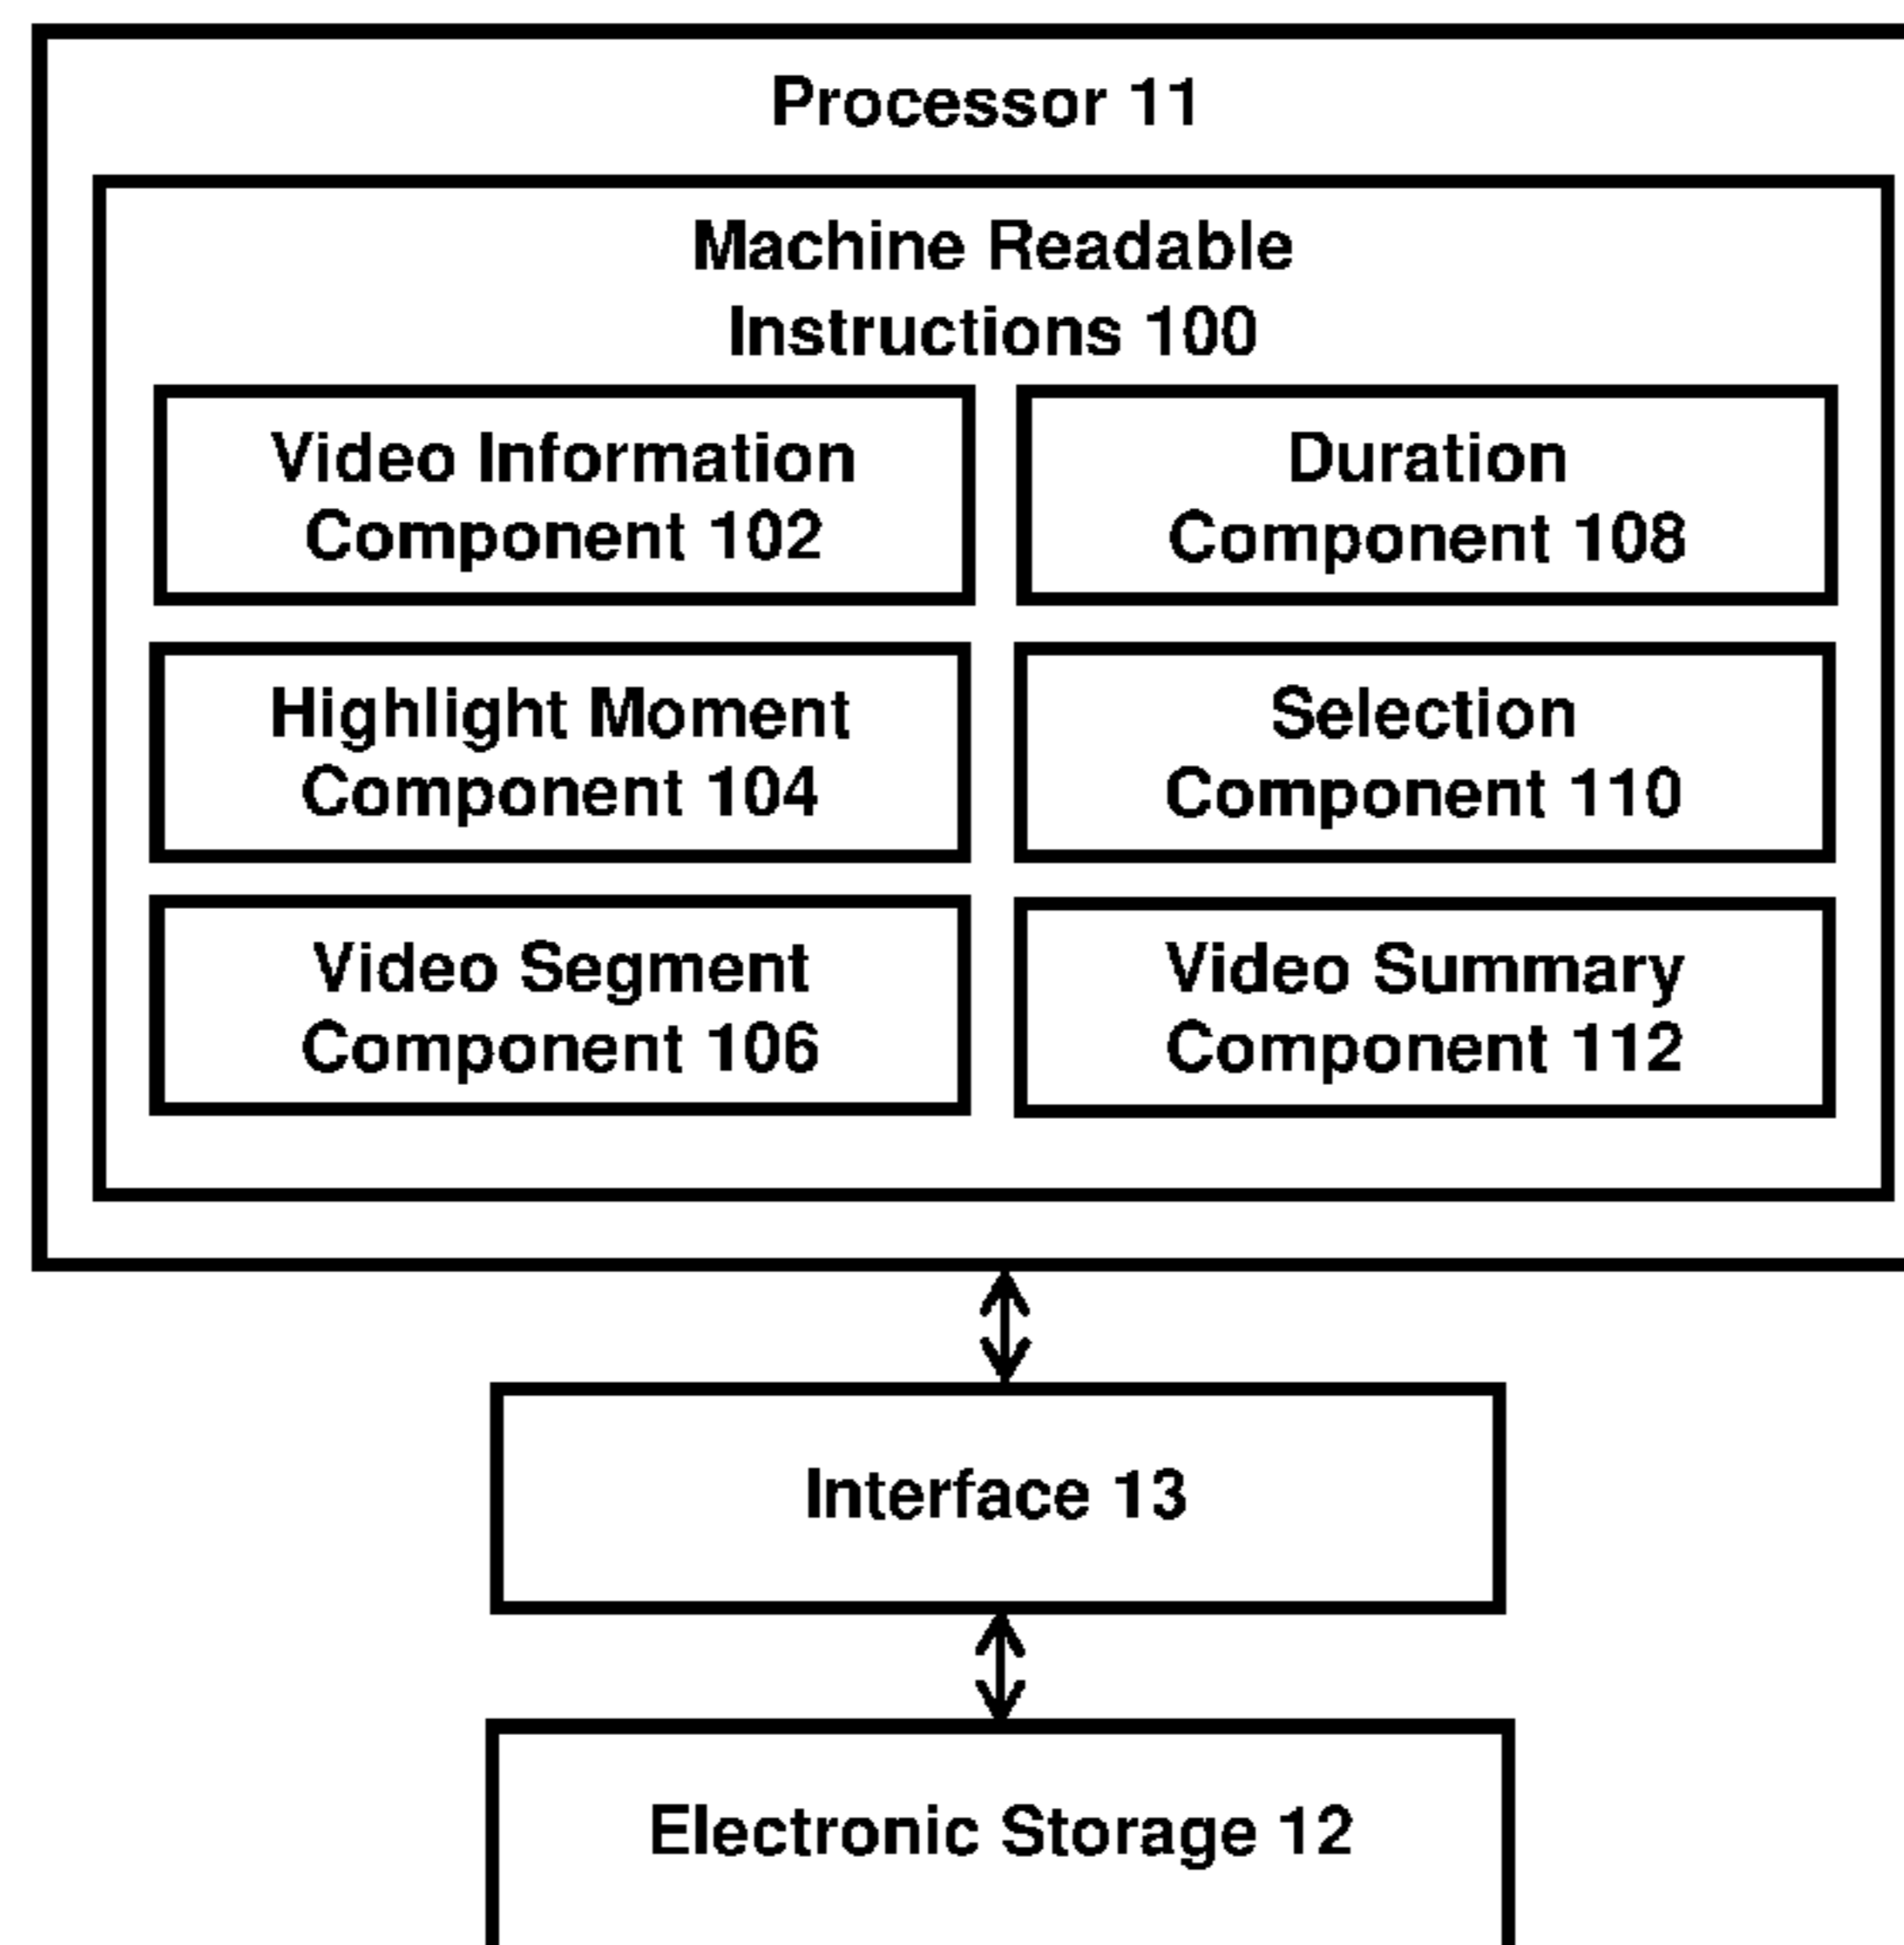 Processor 11
Machine Readable
Instructions 100
Video Information
Component 102
Duration
Component 108
Highlight Moment
Component 104
Selection
Component 110
Video Segment
Component 106
Video Summary
Component 112
Interface 13
Electronic Storage 12